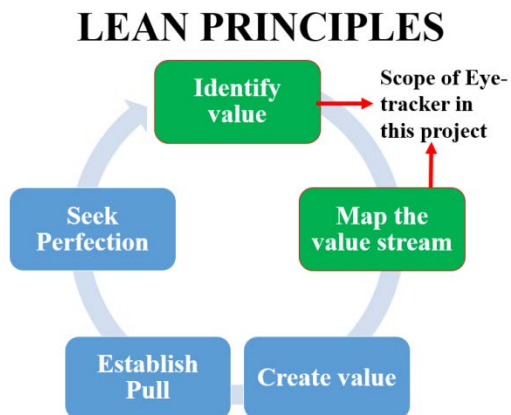 LEAN PRINCIPLES
Identify
value
Scope of Eye-
tracker in
this project
Map the
value stream
Create value
Establish
Pull
Seek
Perfection